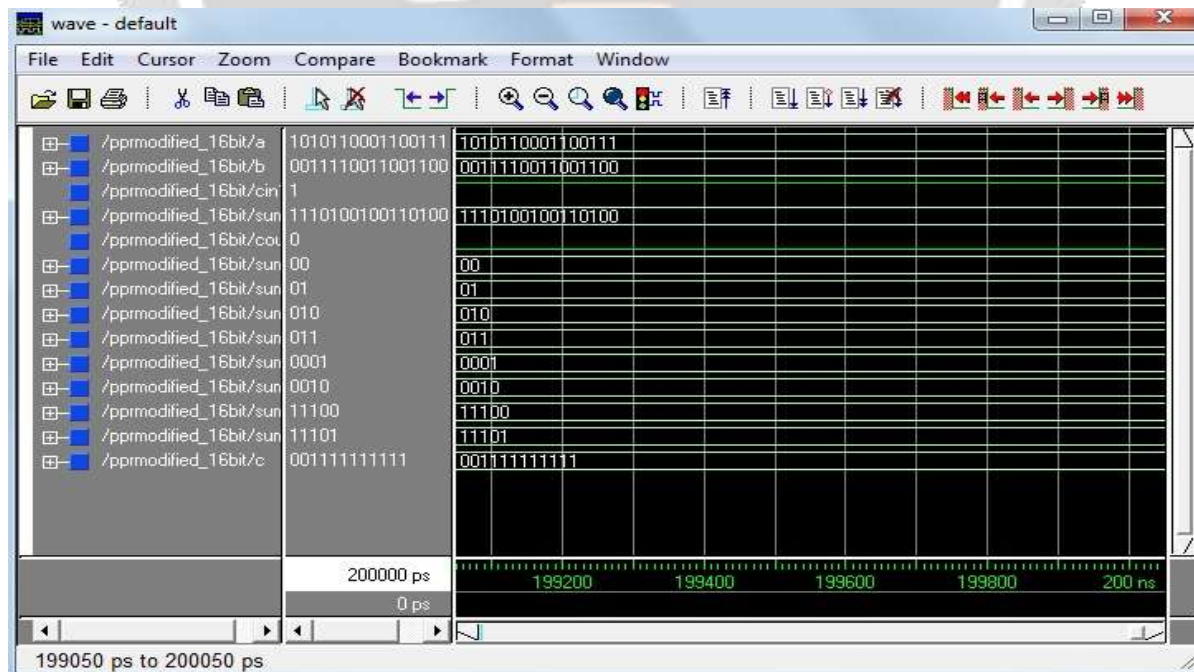 wave - default
File Edit Cursor Zoom Compare Bookmark Format Window
/pprmodified_16bit/a 1010110001100111 1010110001100111
/pprmodified_16bit/b 0011110011001100 0011110011001100
/pprmodified_16bit/cin 1
/pprmodified_16bit/sun 1110100100110100 1110100100110100
/pprmodified_16bit/cou 0
/pprmodified_16bit/sun 00 00
/pprmodified_16bit/sun 01 01
/pprmodified_16bit/sun 010 010
/pprmodified_16bit/sun 011 011
/pprmodified_16bit/sun 0001 0001
/pprmodified_16bit/sun 0010 0010
/pprmodified_16bit/sun 11100 11100
/pprmodified_16bit/sun 11101 11101
/pprmodified_16bit/c 001111111111 001111111111
200000 ps 199200 199400 199600 199800 200 ns
0 ps
199050 ps to 200050 ps